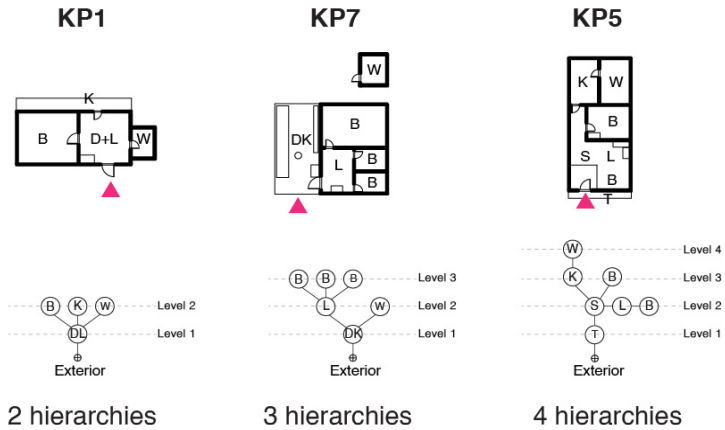 KP1 KP7 KP5
W
K K W
B D+L W DK B B
L B S L
B B
T
W Level 4
B B B Level 3 K B Level 3
B K W Level 2 L W Level 2 S L B Level 2
DL Level 1 DK Level 1 T Level 1
Exterior Exterior Exterior
2 hierarchies 3 hierarchies 4 hierarchies